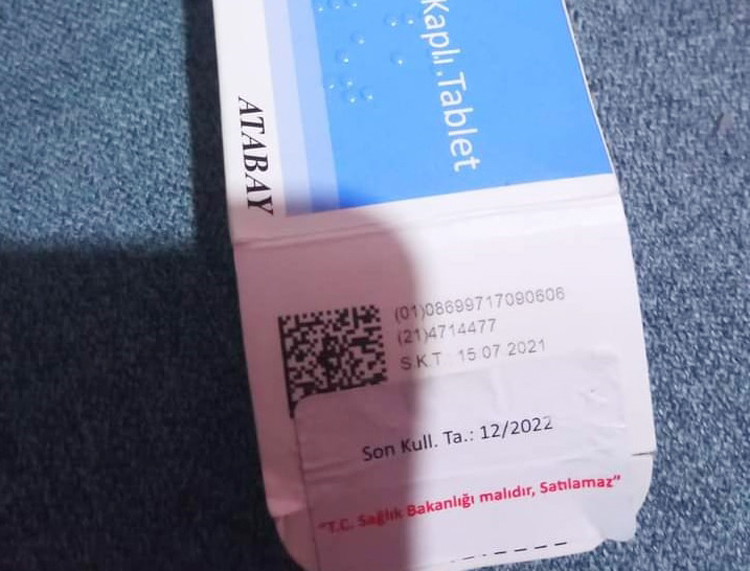 Kaplı.Tablet
ATABAY
(01)08699717090606
(21)4714477
S.K.T. 15 07 2021
Son Kull. Ta.: 12/2022
"T.C. Sağlık Bakanlığı malıdır, Satılamaz"